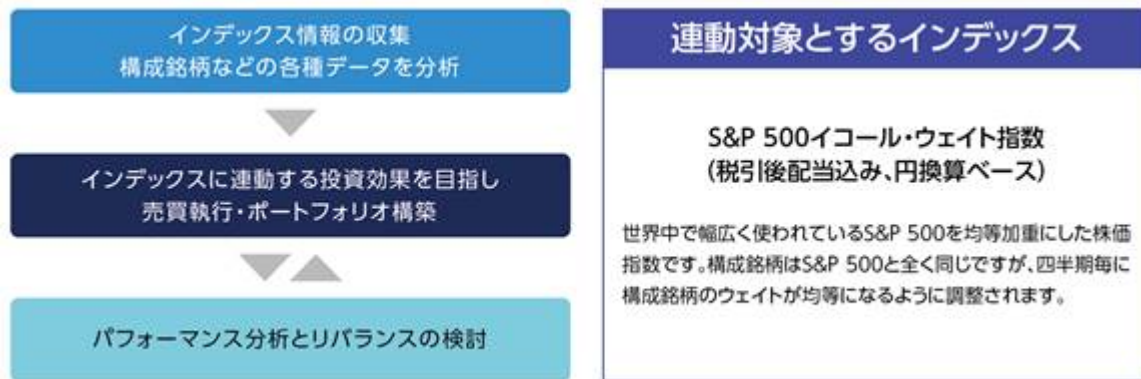 インデックス情報の収集
構成銘柄などの各種データを分析
インデックスに連動する投資効果を目指し
売買執行・ポートフォリオ構築
パフォーマンス分析とリバランスの検討
連動対象とするインデックス
S&P 500イコール・ウェイト指数
(税引後配当込み、円換算ベース)
世界中で幅広く使われているS&P 500を均等加重にした株価
指数です。構成銘柄はS&P 500と全く同じですが、四半期毎に
構成銘柄のウェイトが均等になるように調整されます。